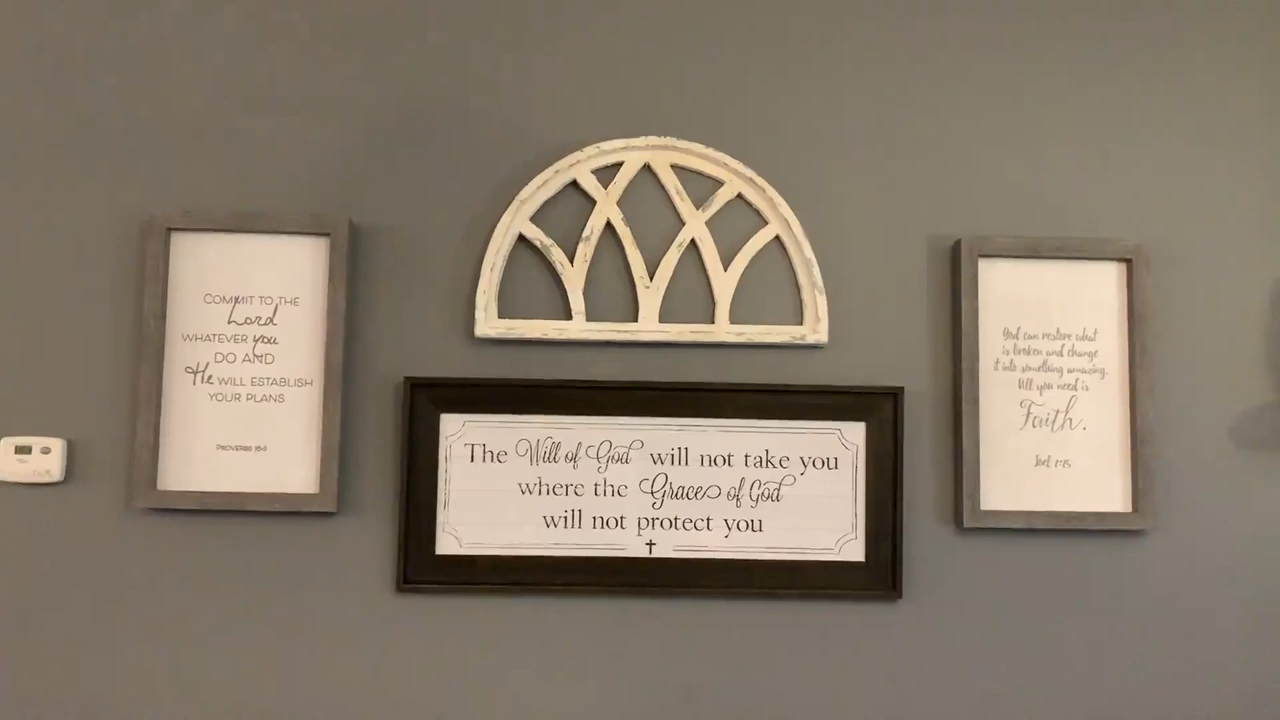 COMMIT TO THE
Lord
WHATEVER you
DO AND
He WILL ESTABLISH
YOUR PLANS
PROVERBS 16:3
The Will of God will not take you
where the Grace of God
will not protect you
God can restore what
is broken and change
it into something amazing.
All you need is
Faith.
Joel 2:25